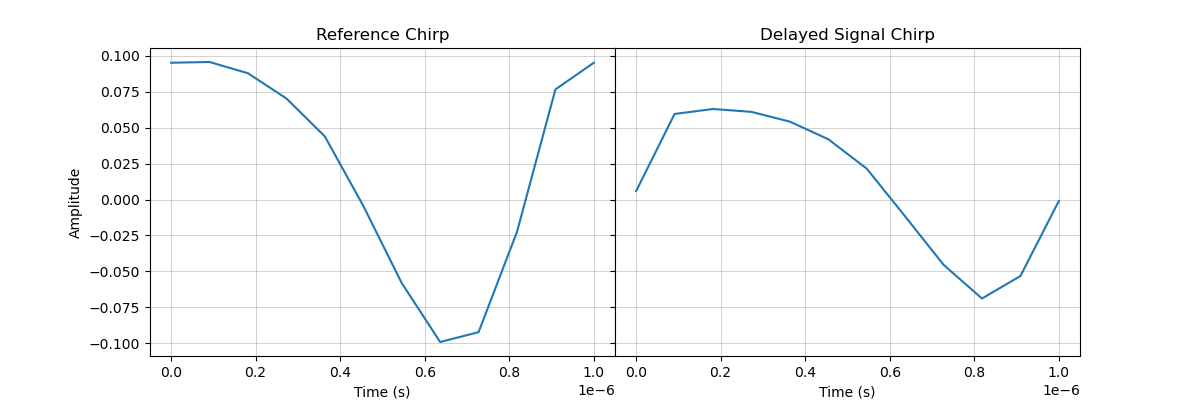 Reference Chirp
Delayed Signal Chirp
Amplitude
0.100
0.075
0.050
0.025
0.000
−0.025
−0.050
−0.075
−0.100
0.0 0.2 0.4 0.6 0.8 1.0
1e−6
Time (s)
0.0 0.2 0.4 0.6 0.8 1.0
1e−6
Time (s)